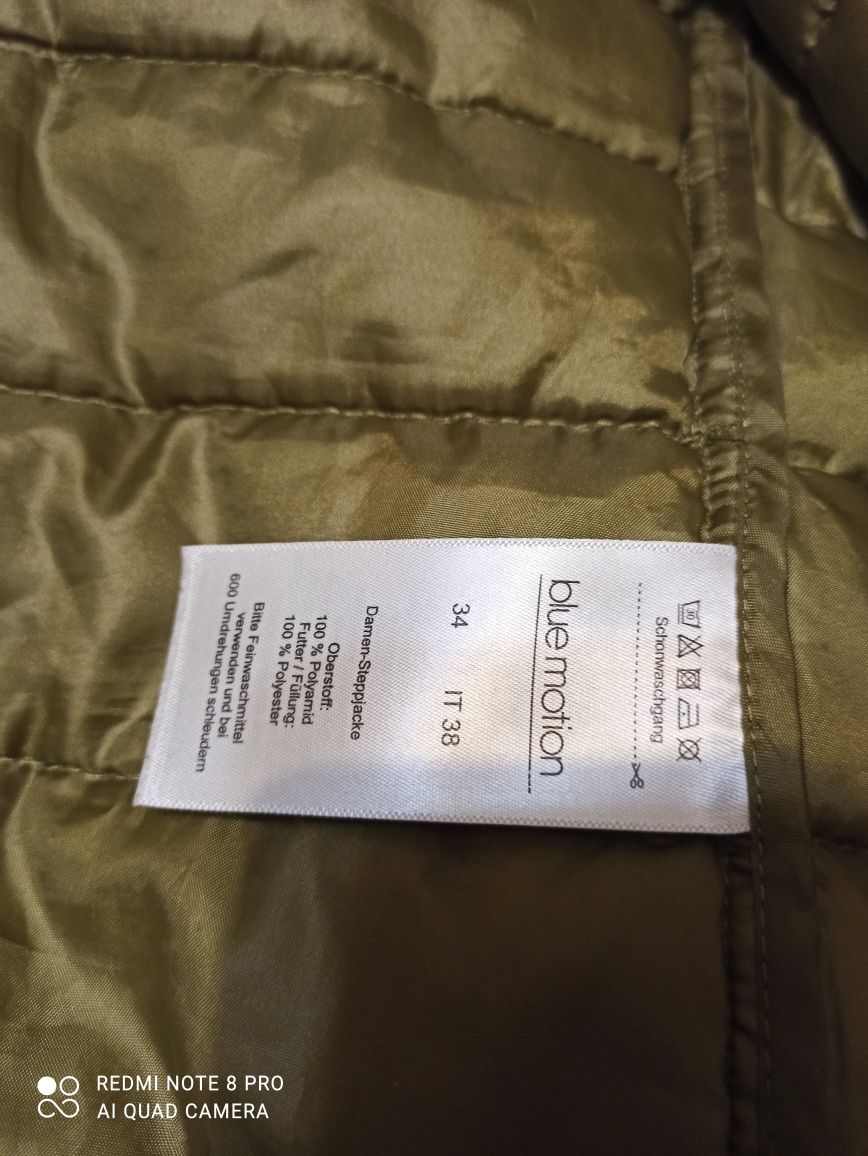 30
Schonwaschgang
blue motion
34 IT 38
Damen-Steppjacke
Oberstoff:
100 % Polyamid
Futter / Füllung:
100 % Polyester
Bitte Feinwaschmittel
verwenden und bei
600 Umdrehungen schleudern
REDMI NOTE 8 PRO
AI QUAD CAMERA